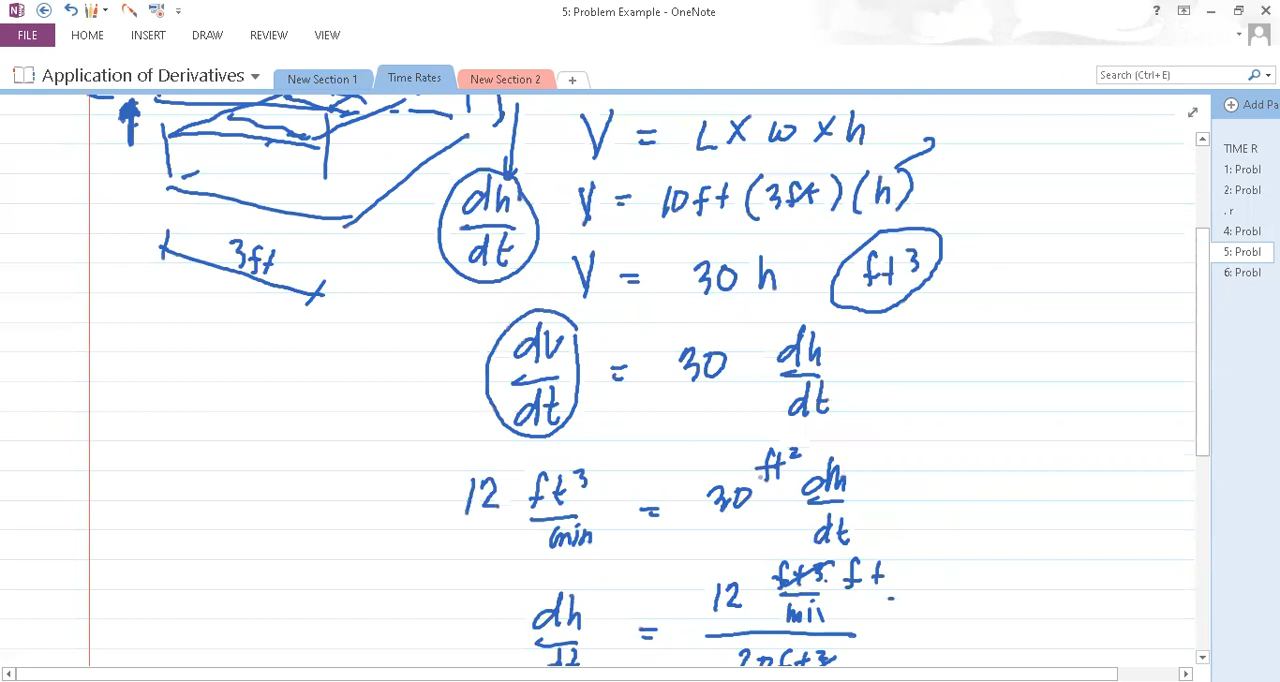 5: Problem Example - OneNote
FILE HOME INSERT DRAW REVIEW VIEW
Application of Derivatives New Section 1 Time Rates New Section 2 + Search (Ctrl+E)
Add Pa
TIME R
1: Probl
2: Probl
. r
4: Probl
5: Probl
6: Probl
V = L x w x h
V = 10ft (3ft) (h)
dh
dt
3ft
V = 30 h ft³
dv/dt = 30 dh/dt
12 ft³/min = 30 ft² dh/dt
dh/dt = 12 ft3/min ft